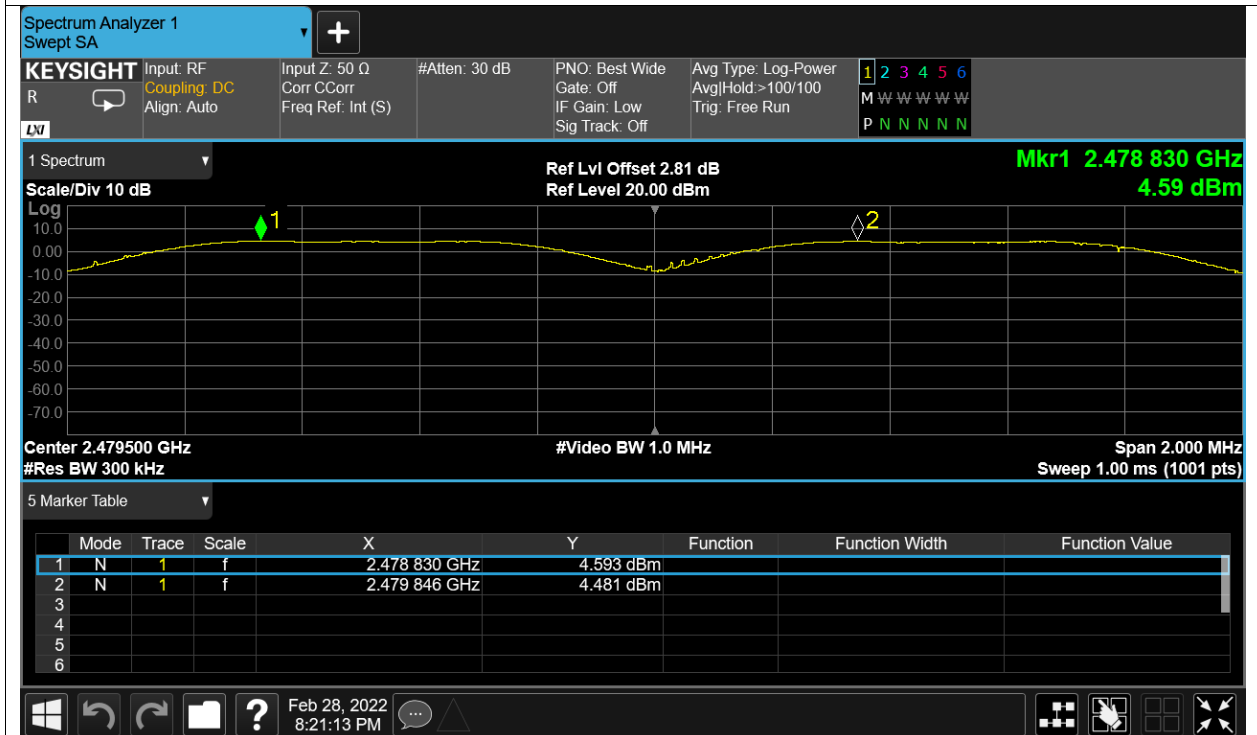 Spectrum Analyzer 1
Swept SA
+
KEYSIGHT
R
LXI
Input: RF
Coupling: DC
Align: Auto
Input Z: 50 Ω
Corr CCorr
Freq Ref: Int (S)
#Atten: 30 dB
PNO: Best Wide
Gate: Off
IF Gain: Low
Sig Track: Off
Avg Type: Log-Power
Avg|Hold:>100/100
Trig: Free Run
1 2 3 4 5 6
M W W W W W
P N N N N N
1 Spectrum
Scale/Div 10 dB
Ref Lvl Offset 2.81 dB
Ref Level 20.00 dBm
Mkr1 2.478 830 GHz
4.59 dBm
Log
10.0
0.00
-10.0
-20.0
-30.0
-40.0
-50.0
-60.0
-70.0
1
2
Center 2.479500 GHz
#Res BW 300 kHz
#Video BW 1.0 MHz
Span 2.000 MHz
Sweep 1.00 ms (1001 pts)
5 Marker Table
Mode Trace Scale X Y Function Function Width Function Value
1 N 1 f 2.478 830 GHz 4.593 dBm
2 N 1 f 2.479 846 GHz 4.481 dBm
3
4
5
6
?
Feb 28, 2022
8:21:13 PM